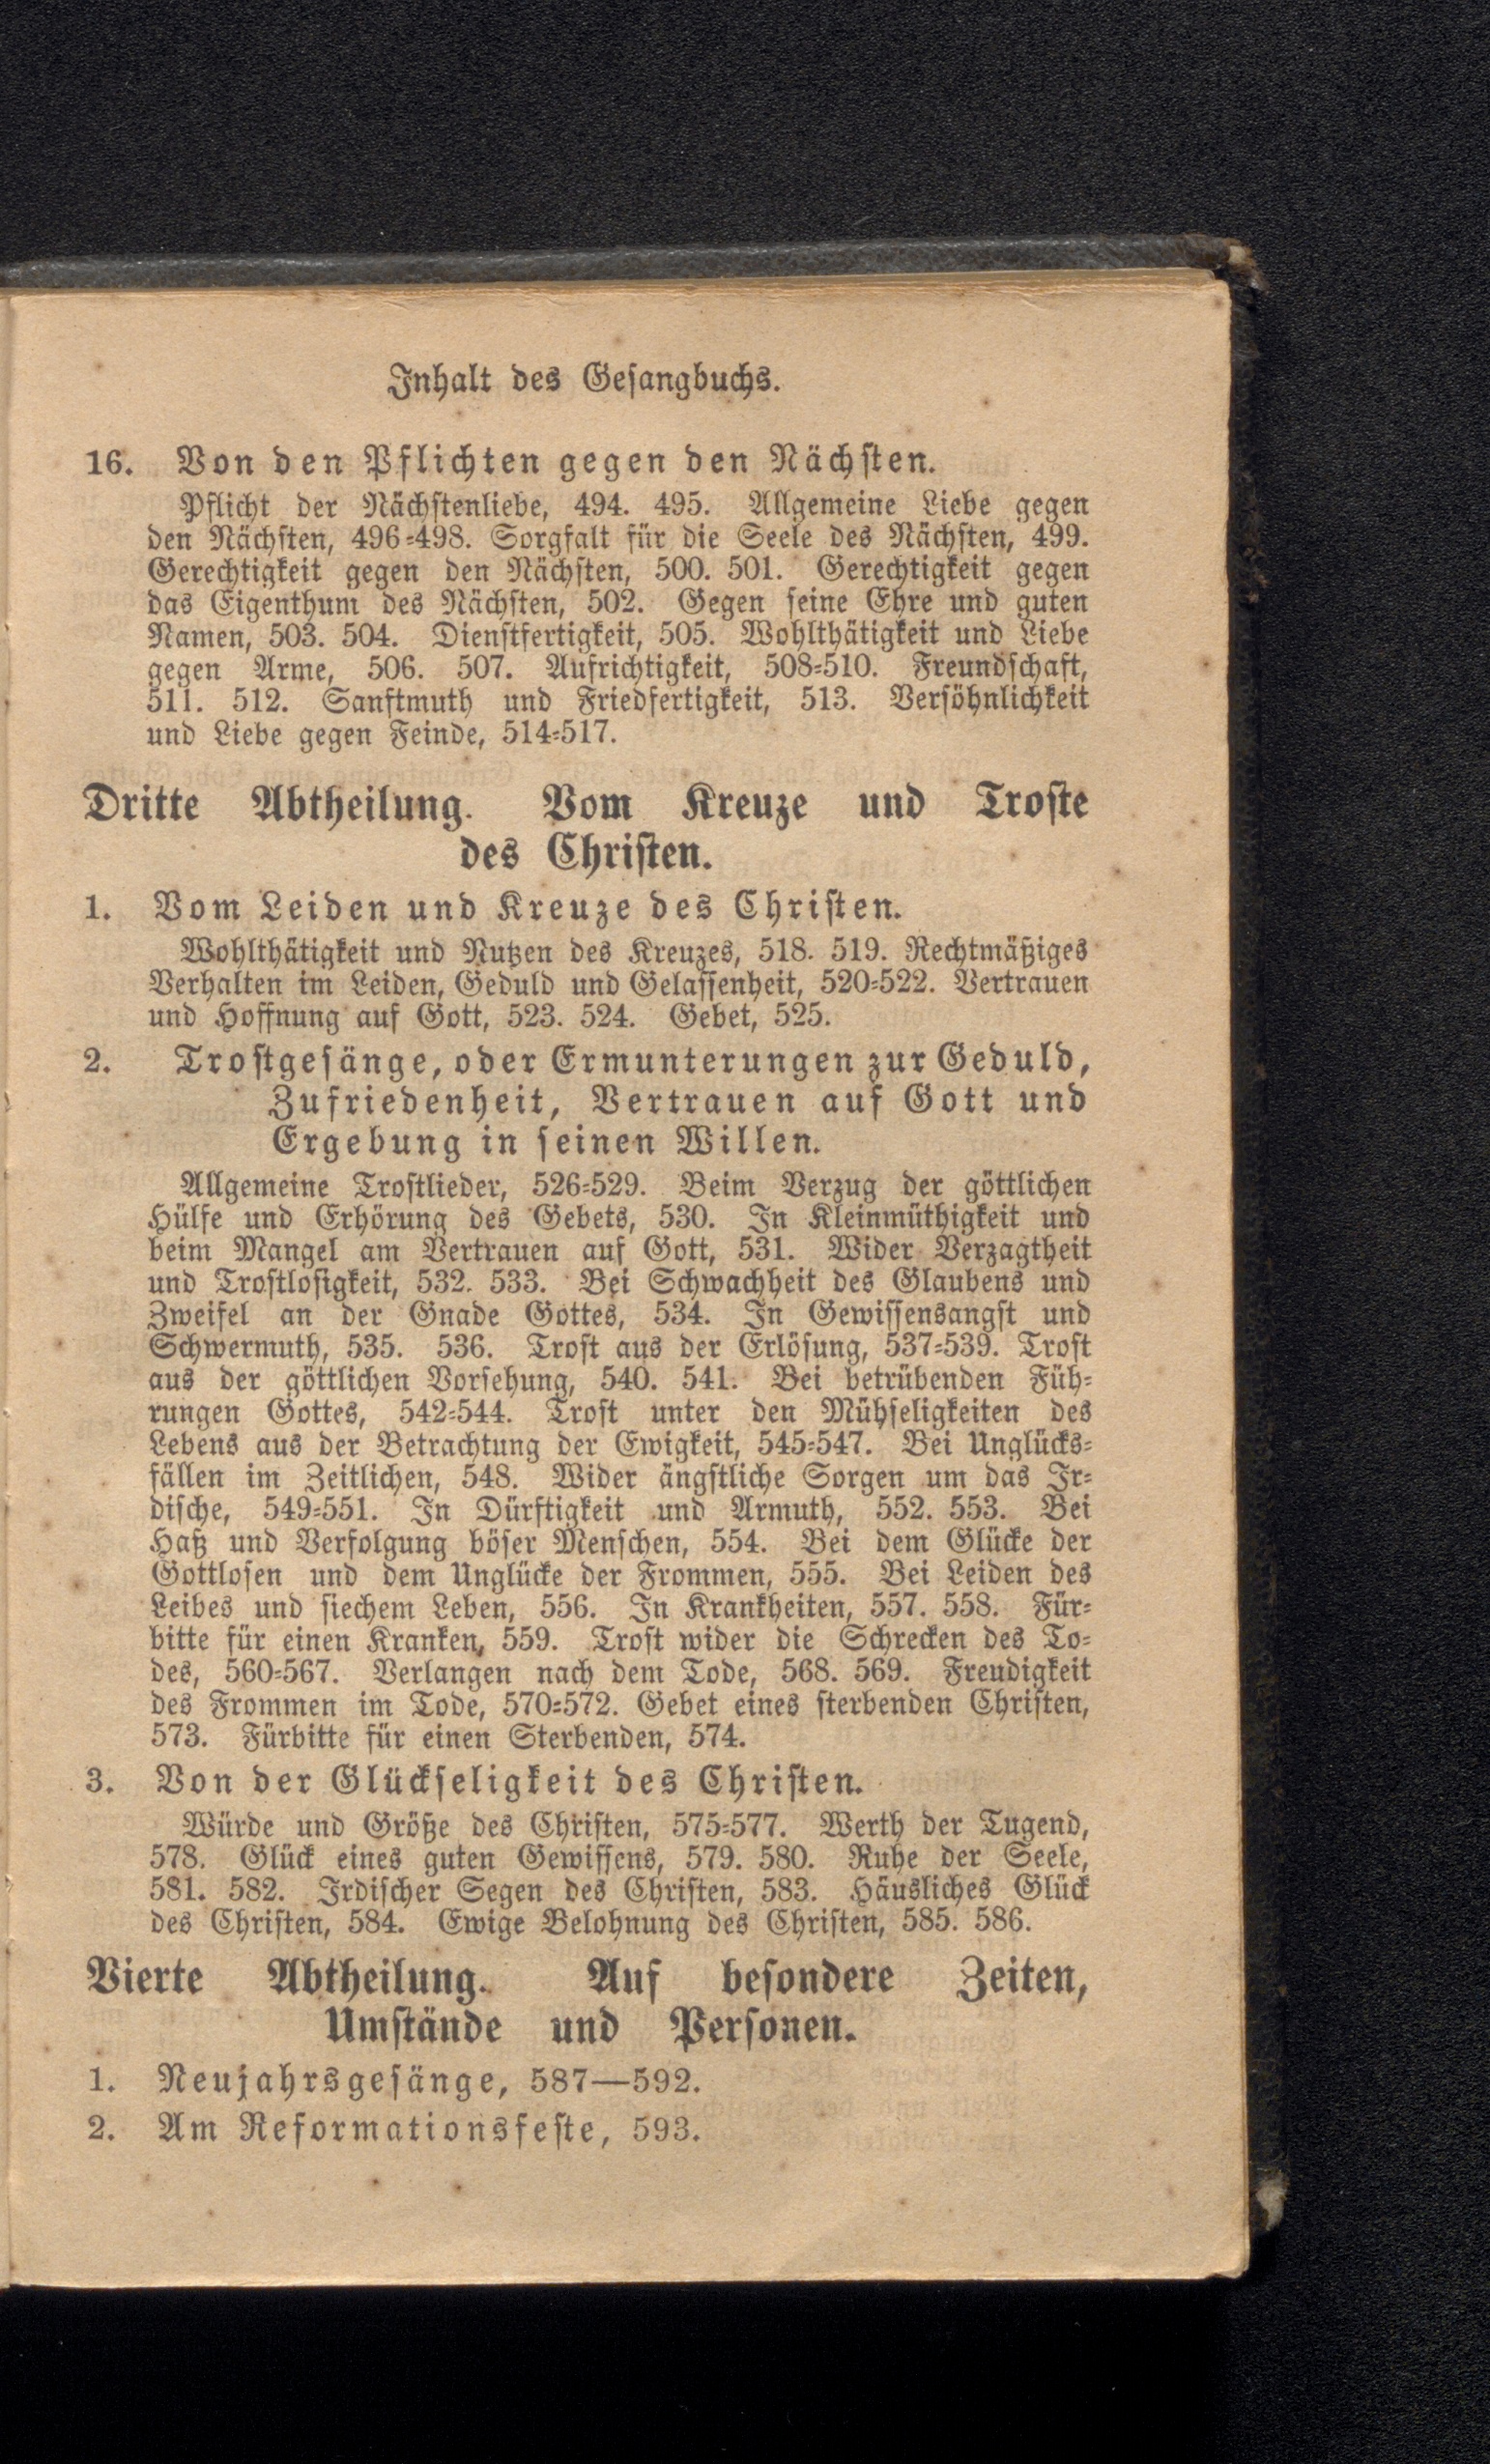 Inhalt des Gesangbuchs.
16. Von den Pflichten gegen den Nächsten.
Pflicht der Nächstenliebe, 494. 495. Allgemeine Liebe gegen
den Nächsten, 496=498. Sorgfalt für die Seele des Nächsten, 499.
Gerechtigkeit gegen den Nächsten, 500. 501. Gerechtigkeit gegen
das Eigenthum des Nächsten, 502. Gegen seine Ehre und guten
Namen, 503. 504. Dienstfertigkeit, 505. Wohlthätigkeit und Liebe
gegen Arme, 506. 507. Aufrichtigkeit, 508=510. Freundschaft,
511. 512. Sanftmuth und Friedfertigkeit, 513. Versöhnlichkeit
und Liebe gegen Feinde, 514=517.
Dritte Abtheilung. Vom Kreuze und Troste
des Christen.
1. Vom Leiden und Kreuze des Christen.
Wohlthätigkeit und Nutzen des Kreuzes, 518. 519. Rechtmäßiges
Verhalten im Leiden, Geduld und Gelassenheit, 520=522. Vertrauen
und Hoffnung auf Gott, 523. 524. Gebet, 525.
2. Trostgesänge, oder Ermunterungen zur Geduld,
Zufriedenheit, Vertrauen auf Gott und
Ergebung in seinen Willen.
Allgemeine Trostlieder, 526=529. Beim Verzug der göttlichen
Hülfe und Erhörung des Gebets, 530. In Kleinmüthigkeit und
beim Mangel am Vertrauen auf Gott, 531. Wider Verzagtheit
und Trostlosigkeit, 532. 533. Bei Schwachheit des Glaubens und
Zweifel an der Gnade Gottes, 534. In Gewissensangst und
Schwermuth, 535. 536. Trost aus der Erlösung, 537=539. Trost
aus der göttlichen Vorsehung, 540. 541. Bei betrübenden Füh=
rungen Gottes, 542=544. Trost unter den Mühseligkeiten des
Lebens aus der Betrachtung der Ewigkeit, 545=547. Bei Unglücks=
fällen im Zeitlichen, 548. Wider ängstliche Sorgen um das Ir=
dische, 549=551. In Dürftigkeit und Armuth, 552. 553. Bei
Haß und Verfolgung böser Menschen, 554. Bei dem Glücke der
Gottlosen und dem Unglücke der Frommen, 555. Bei Leiden des
Leibes und siechem Leben, 556. In Krankheiten, 557. 558. Für=
bitte für einen Kranken, 559. Trost wider die Schrecken des To=
des, 560=567. Verlangen nach dem Tode, 568. 569. Freudigkeit
des Frommen im Tode, 570=572. Gebet eines sterbenden Christen,
573. Fürbitte für einen Sterbenden, 574.
3. Von der Glückseligkeit des Christen.
Würde und Größe des Christen, 575=577. Werth der Tugend,
578. Glück eines guten Gewissens, 579. 580. Ruhe der Seele,
581. 582. Irdischer Segen des Christen, 583. Häusliches Glück
des Christen, 584. Ewige Belohnung des Christen, 585. 586.
Vierte Abtheilung. Auf besondere Zeiten,
Umstände und Personen.
1. Neujahrsgesänge, 587—592.
2. Am Reformationsfeste, 593.